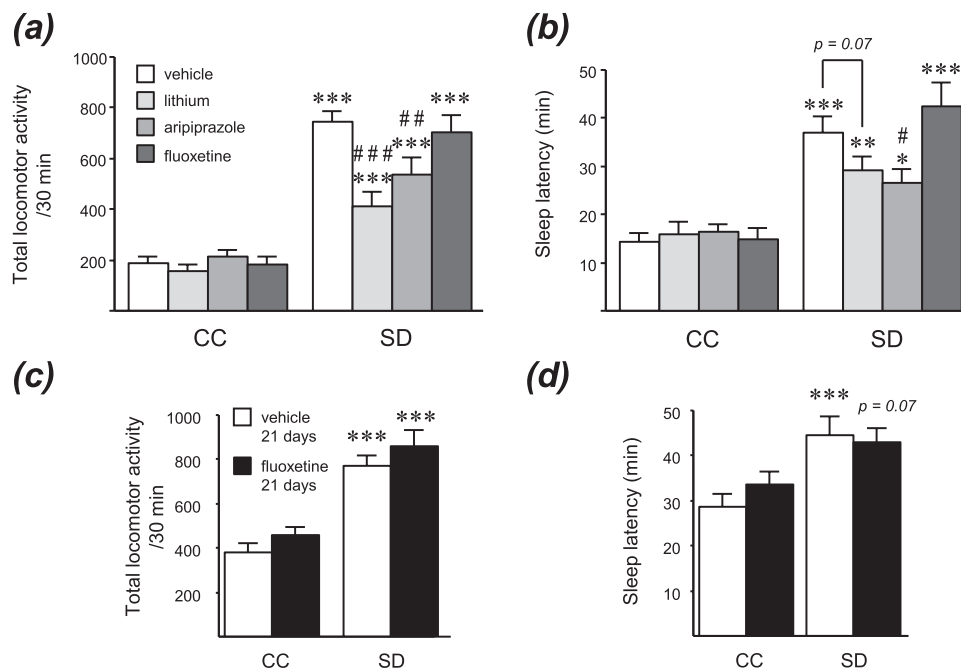 (a)
Total locomotor activity
/30 min
1000
800
600
400
200
vehicle
lithium
aripiprazole
fluoxetine
***
###
***
##
***
***
CC
SD
(b)
Sleep latency (min)
50
40
30
20
10
p = 0.07
***
**
#
*
***
CC
SD
(c)
Total locomotor activity
/30 min
1000
800
600
400
200
vehicle
21 days
fluoxetine
21 days
***
***
CC
SD
(d)
Sleep latency (min)
50
40
30
40
20
10
***
p = 0.07
CC
SD